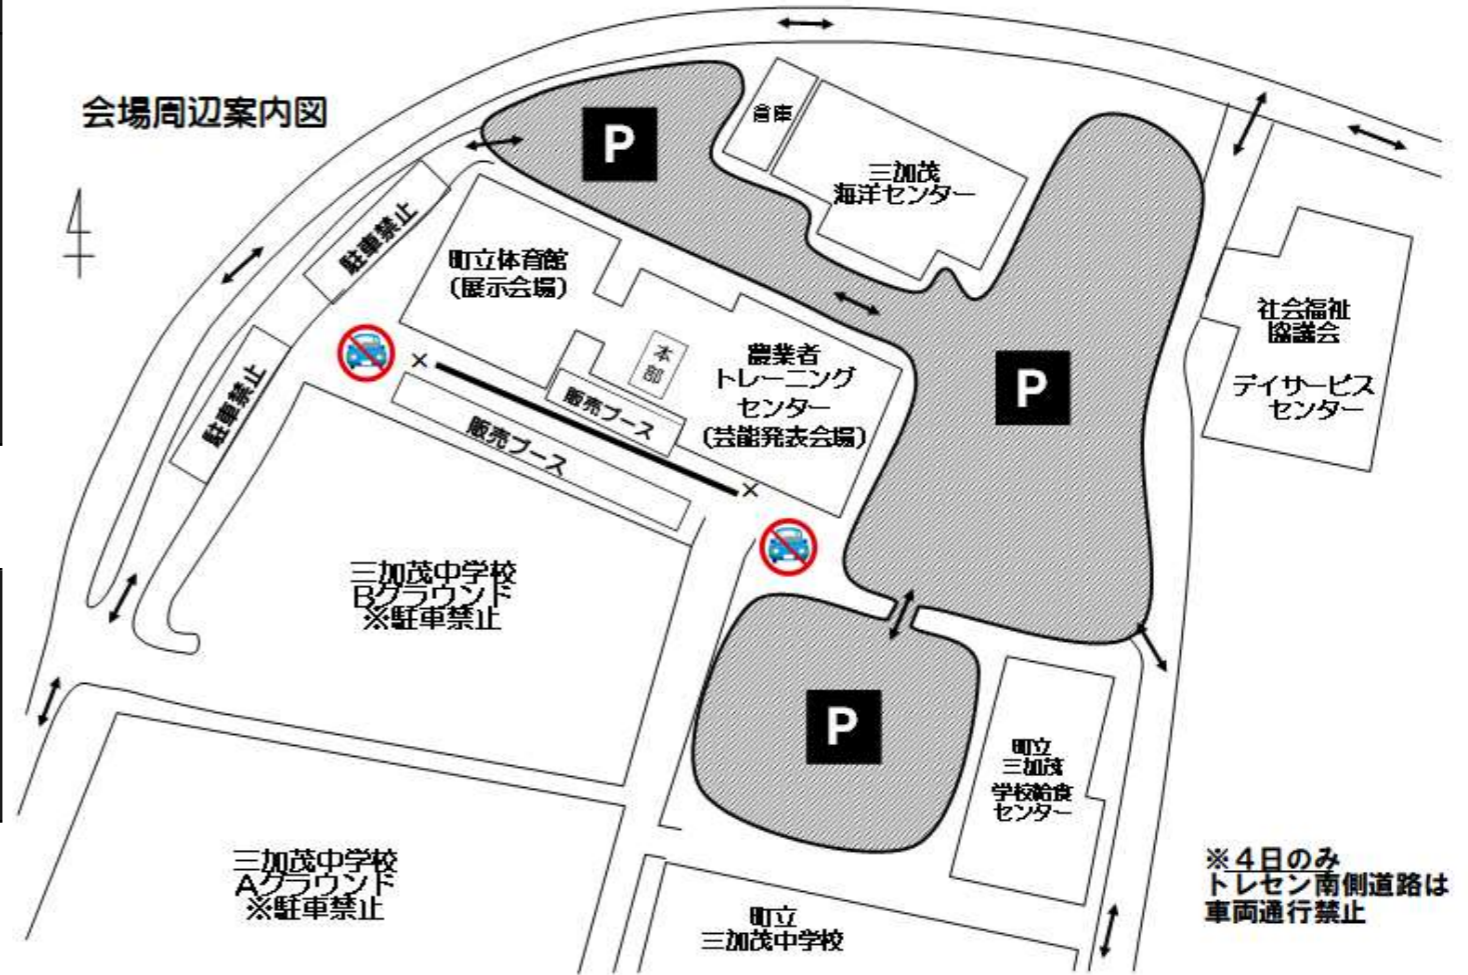 会場周辺案内図
P
倉庫
三加茂
海洋センター
駐車禁止
町立体育館
(展示会場)
社会福祉
協議会
デイサービス
センター
本
部
農業者
トレーニング
センター
(芸能発表会場)
P
駐車禁止
×
販売ブース
販売ブース
×
三加茂中学校
Bグラウンド
※駐車禁止
P
町立
三加茂
学校給食
センター
三加茂中学校
Aグラウンド
※駐車禁止
町立
三加茂中学校
※４日のみ
トレセン南側道路は
車両通行禁止